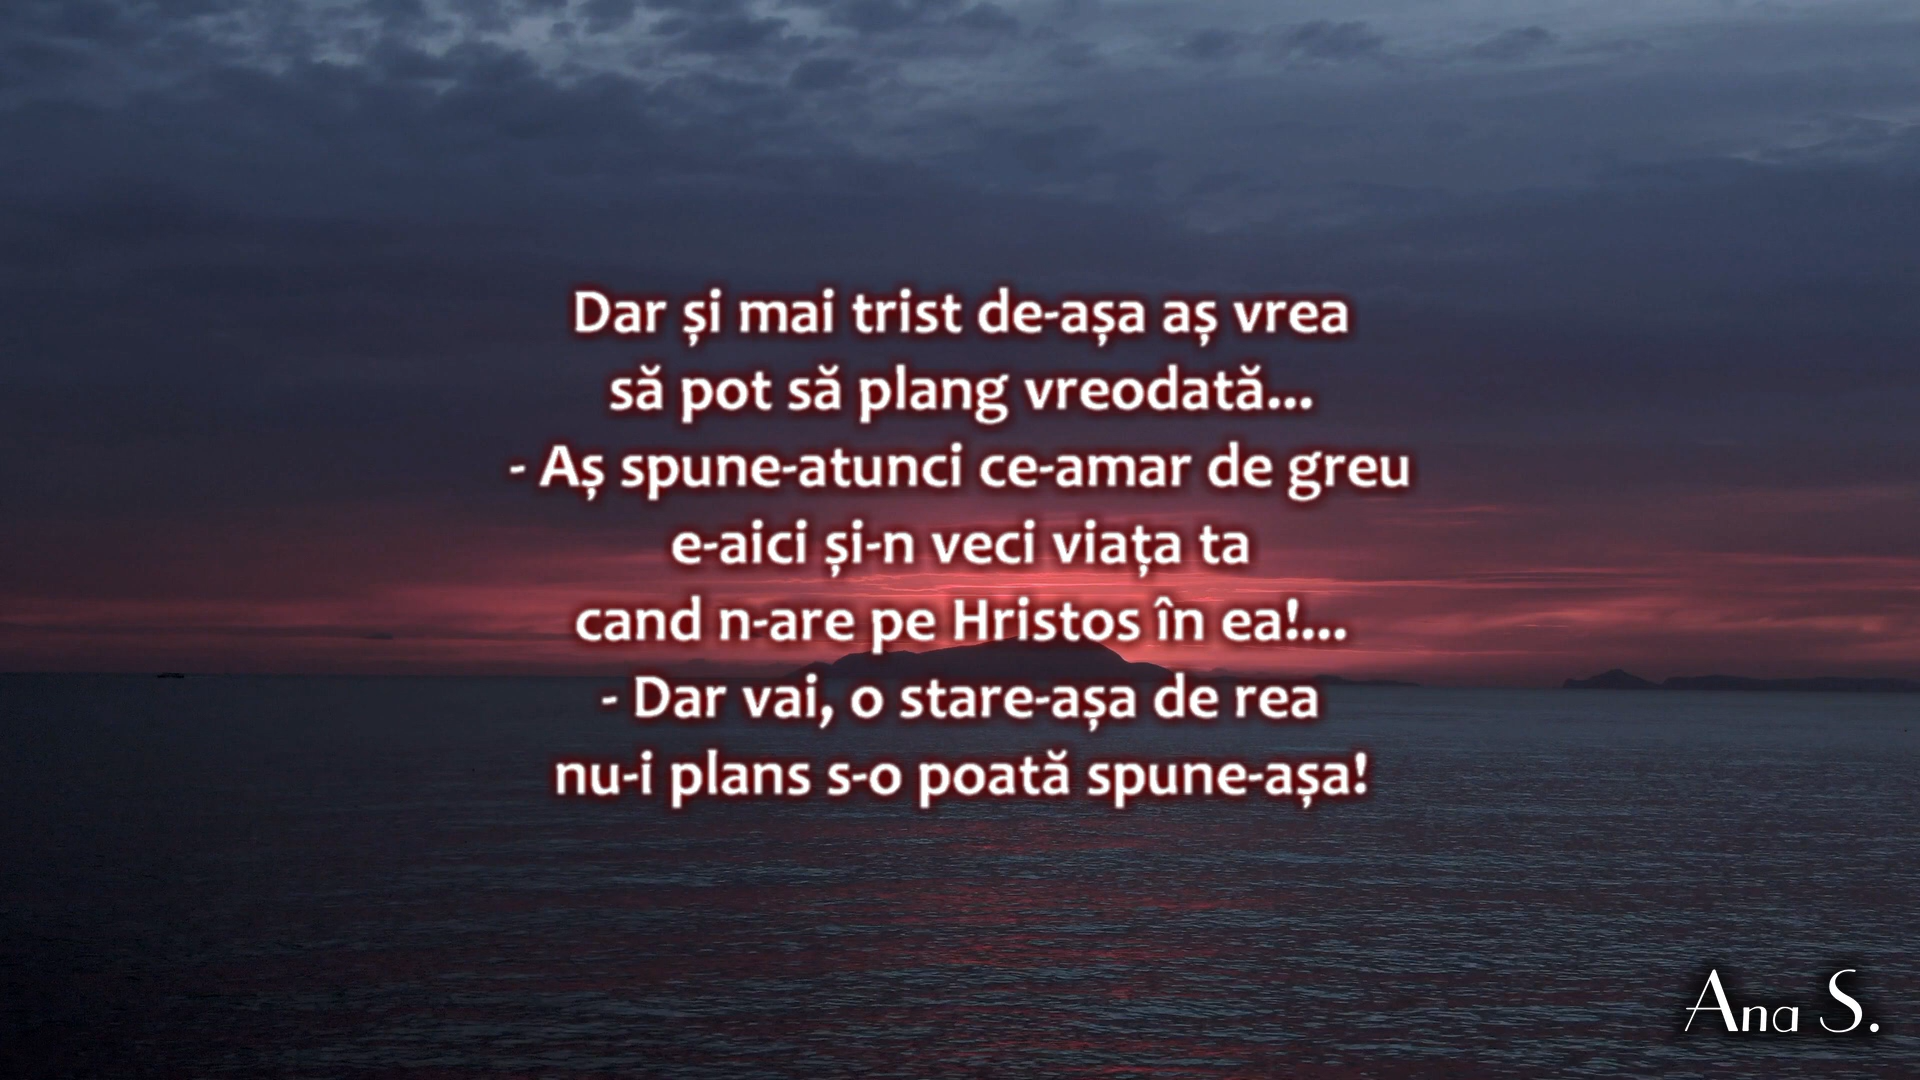 Dar și mai trist de-așa aș vrea
să pot să plang vreodată...
- Aș spune-atunci ce-amar de greu
e-aici și-n veci viața ta
cand n-are pe Hristos în ea!...
- Dar vai, o stare-așa de rea
nu-i plans s-o poată spune-așa!
Ana S.